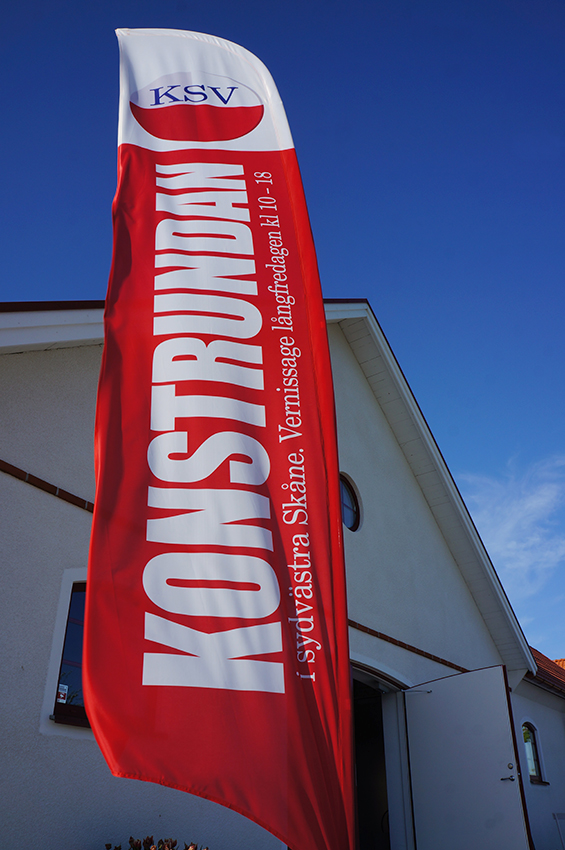 KSV
KONSTRUNDAN
i sydvästra Skåne. Vernissage långfredagen kl 10 - 18